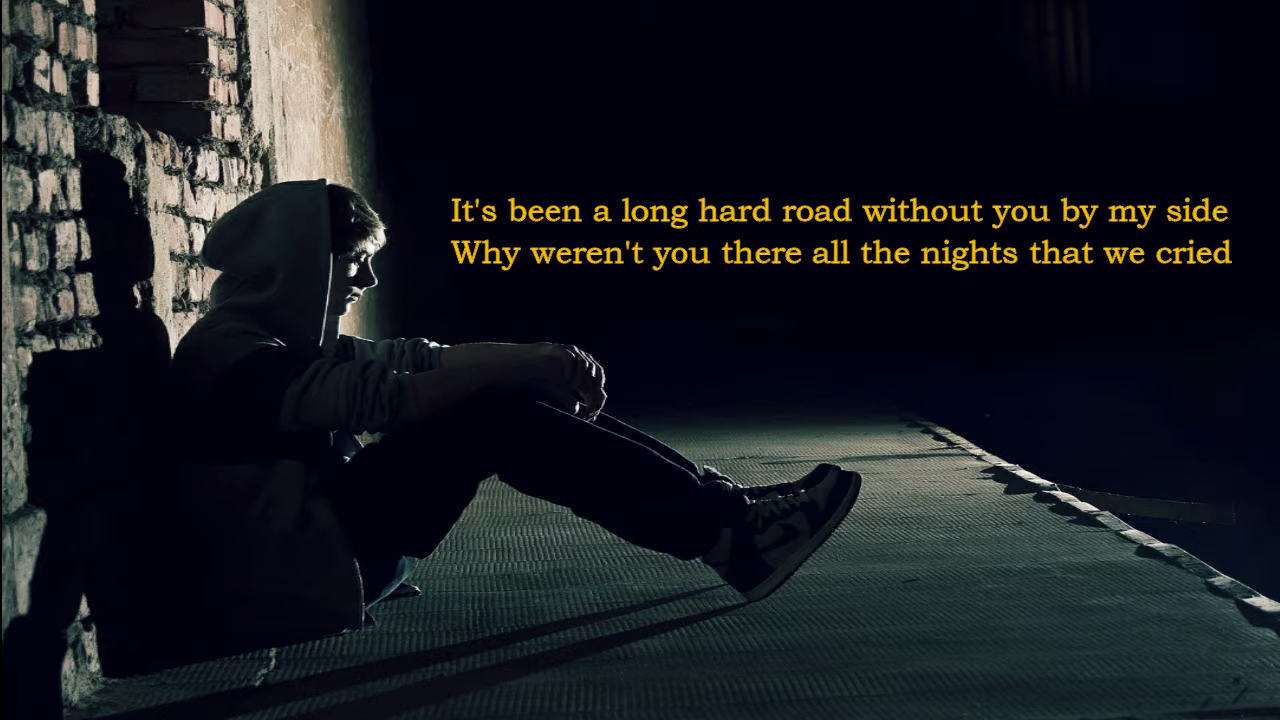 It's been a long hard road without you by my side
Why weren't you there all the nights that we cried